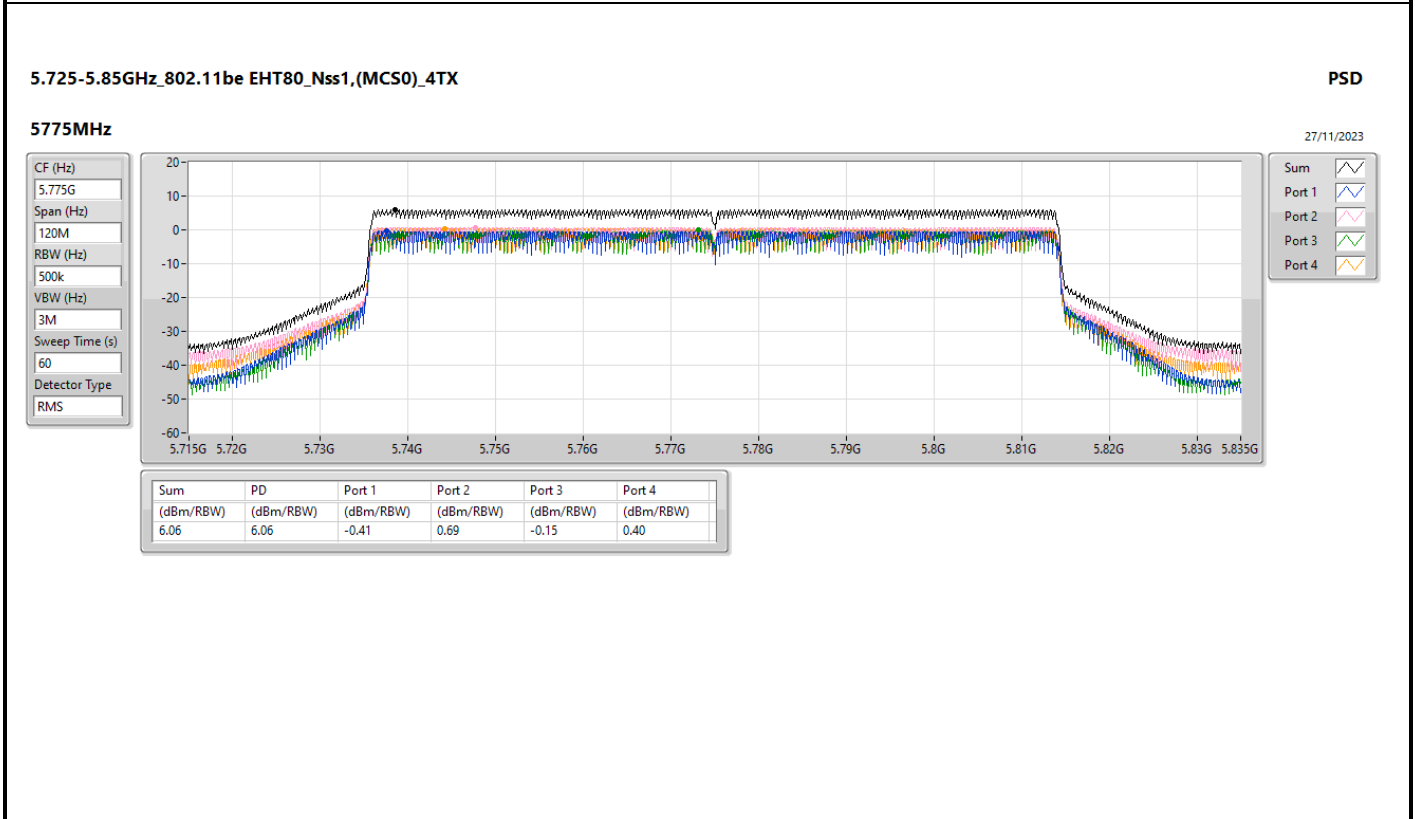 5.725-5.85GHz_802.11be EHT80_Nss1,(MCS0)_4TX
PSD
5775MHz
27/11/2023
CF (Hz)
5.775G
Span (Hz)
120M
RBW (Hz)
500k
VBW (Hz)
3M
Sweep Time (s)
60
Detector Type
RMS
20
10
0
-10
-20
-30
-40
-50
-60
5.715G 5.72G 5.73G 5.74G 5.75G 5.76G 5.77G 5.78G 5.79G 5.8G 5.81G 5.82G 5.83G 5.835G
Sum
Port 1
Port 2
Port 3
Port 4
Sum PD Port 1 Port 2 Port 3 Port 4
(dBm/RBW) (dBm/RBW) (dBm/RBW) (dBm/RBW) (dBm/RBW) (dBm/RBW)
6.06 6.06 -0.41 0.69 -0.15 0.40